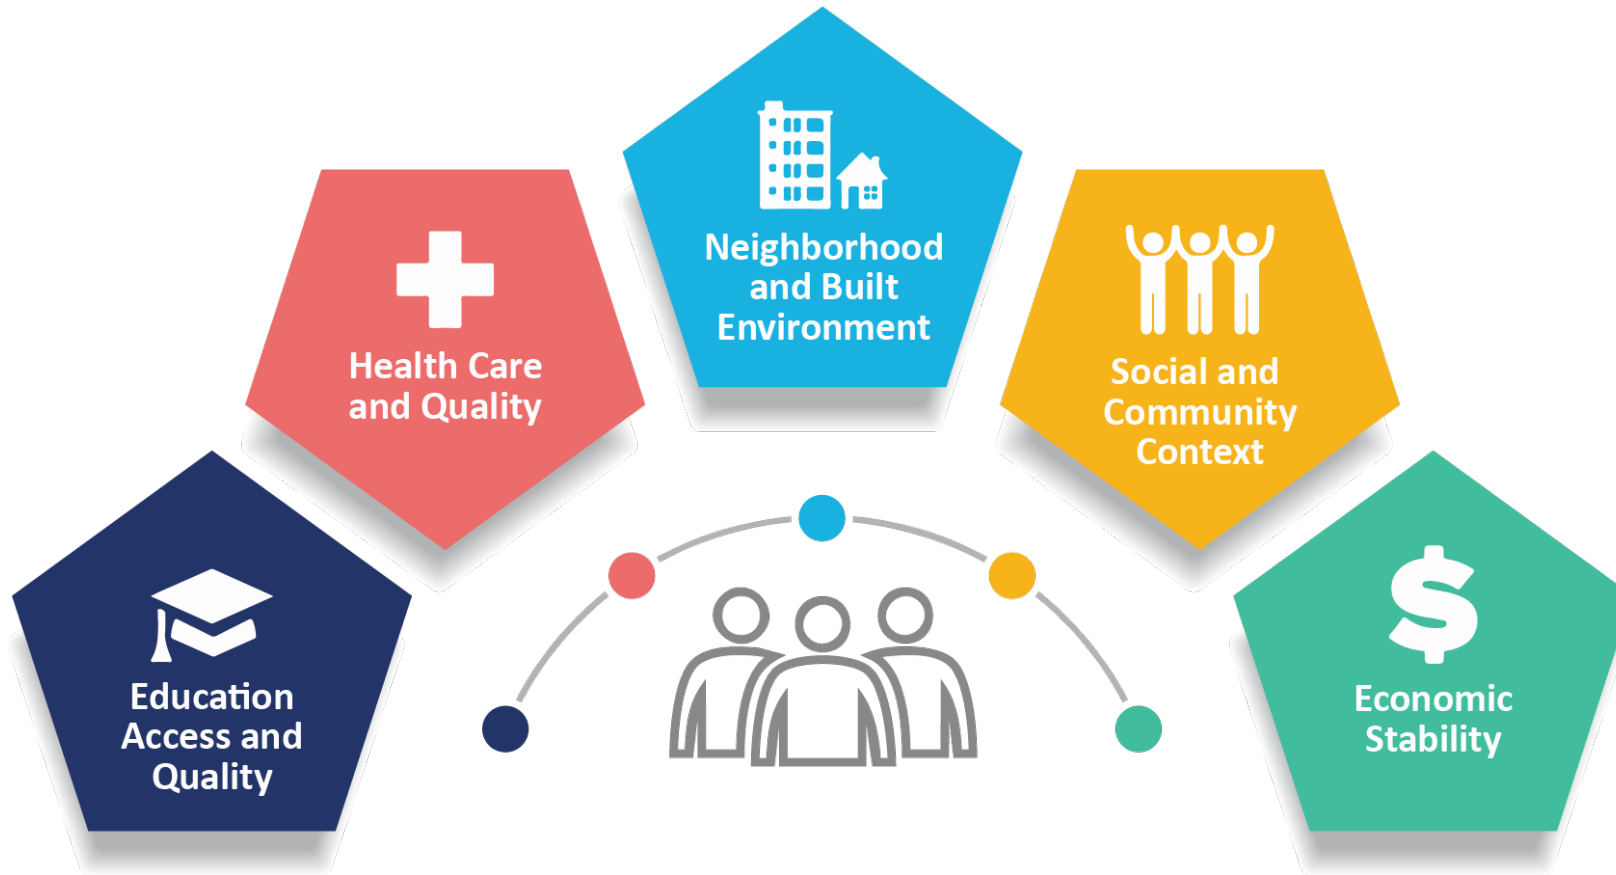 Neighborhood
and Built
Environment
Health Care
and Quality
Social and
Community
Context
Education
Access and
Quality
Economic
Stability